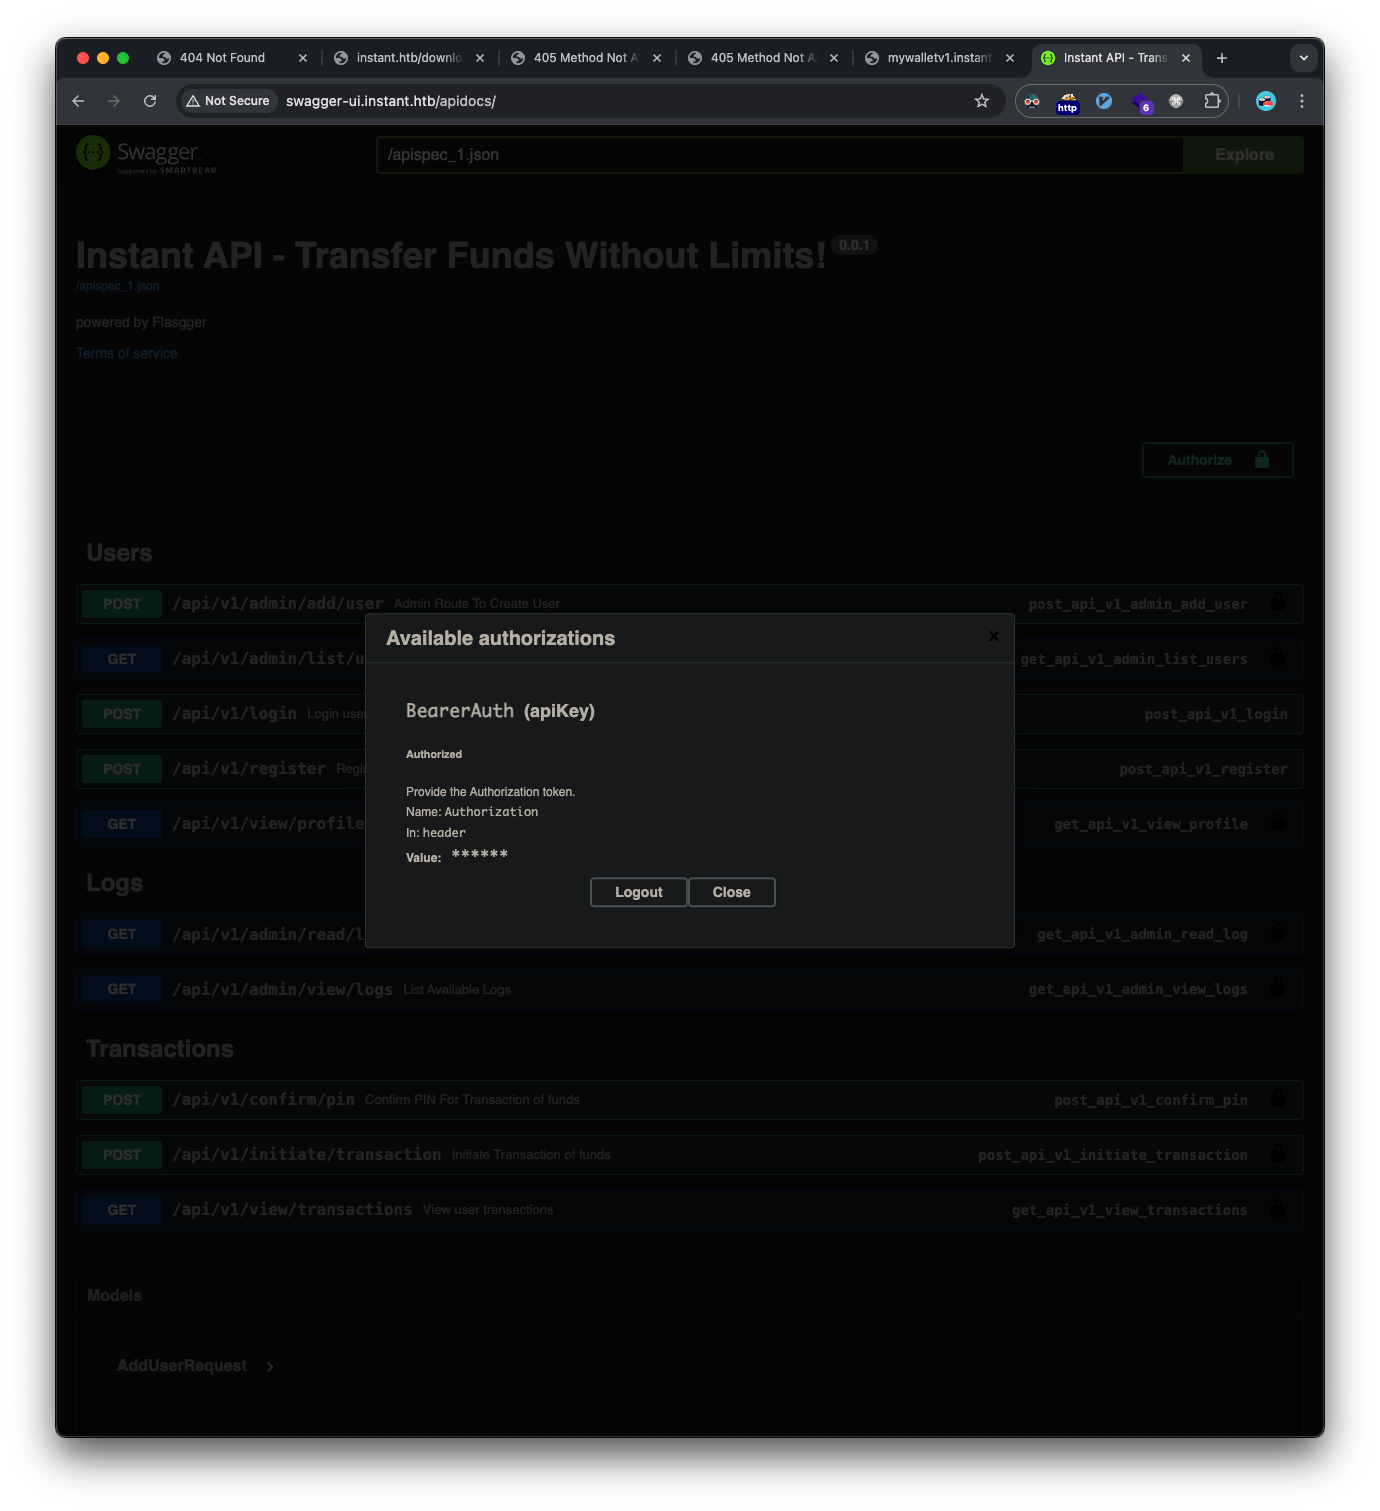 404 Not Found
instant.htb/downlo
405 Method Not A
405 Method Not A
mywalletv1.instant
Instant API - Trans
Not Secure
swagger-ui.instant.htb/apidocs/
http
6
Swagger
Supported by SMARTBEAR
/apispec_1.json
Explore
Instant API - Transfer Funds Without Limits!
0.0.1
/apispec_1.json
powered by Flasgger
Terms of service
Authorize
Users
POST /api/v1/admin/add/user Admin Route To Create User post_api_v1_admin_add_user
GET /api/v1/admin/list/u get_api_v1_admin_list_users
POST /api/v1/login Login use post_api_v1_login
POST /api/v1/register Regi post_api_v1_register
GET /api/v1/view/profile get_api_v1_view_profile
Available authorizations
x
BearerAuth (apiKey)
Authorized
Provide the Authorization token.
Name: Authorization
In: header
Value: ******
Logout
Close
Logs
GET /api/v1/admin/read/l get_api_v1_admin_read_log
GET /api/v1/admin/view/logs List Available Logs get_api_v1_admin_view_logs
Transactions
POST /api/v1/confirm/pin Confirm PIN For Transaction of funds post_api_v1_confirm_pin
POST /api/v1/initiate/transaction Initiate Transaction of funds post_api_v1_initiate_transaction
GET /api/v1/view/transactions View user transactions get_api_v1_view_transactions
Models
AddUserRequest